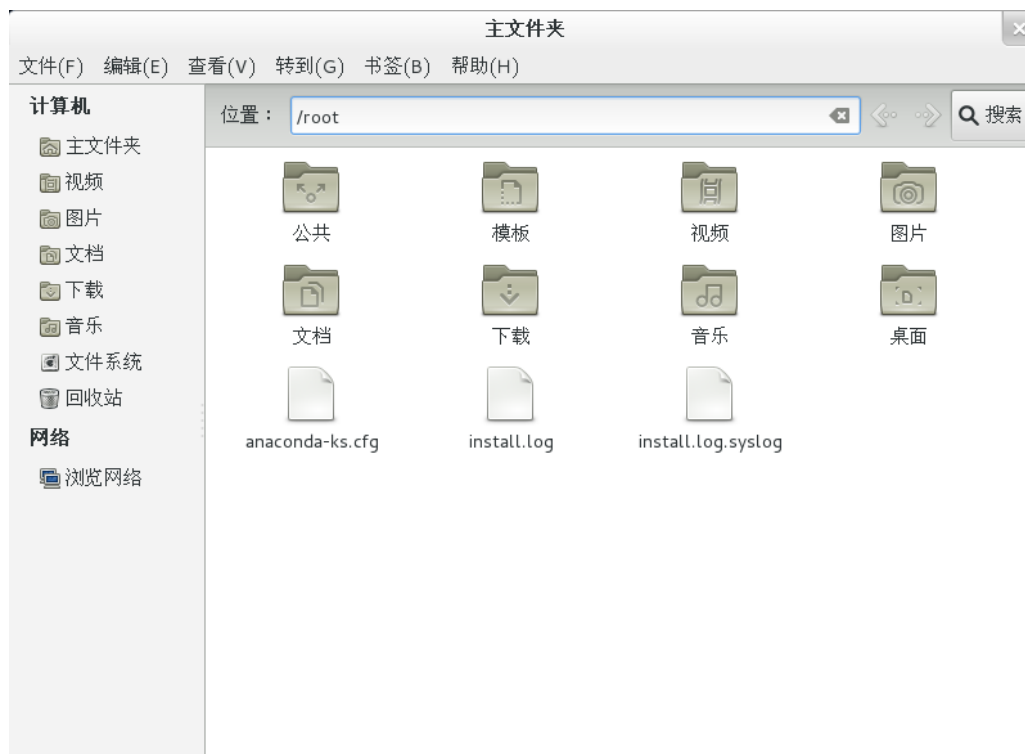 主文件夹
文件(F) 编辑(E) 查看(V) 转到(G) 书签(B) 帮助(H)
计算机
主文件夹
视频
图片
文档
下载
音乐
文件系统
回收站
网络
浏览网络
位置： /root 搜索
公共 模板 视频 图片
文档 下载 音乐 桌面
anaconda-ks.cfg install.log install.log.syslog